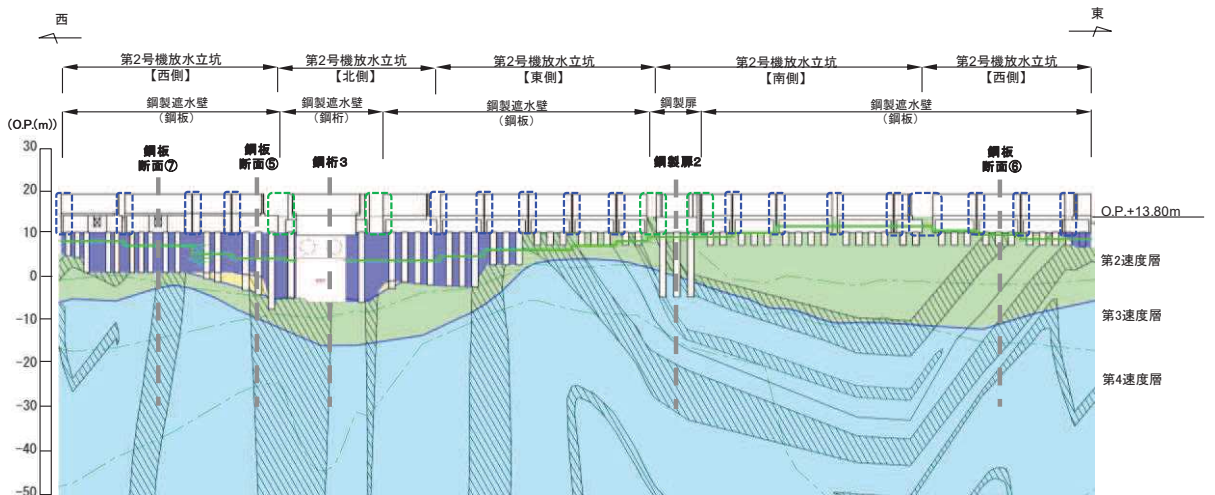 西
東
第2号機放水立坑
【西側】
第2号機放水立坑
【北側】
第2号機放水立坑
【東側】
第2号機放水立坑
【南側】
第2号機放水立坑
【西側】
鋼製遮水壁
(鋼板)
鋼製遮水壁
(鋼桁)
鋼製遮水壁
(鋼板)
鋼製扉
鋼製遮水壁
(鋼板)
(O.P.(m))
鋼板
断面⑦
鋼板
断面⑤
鋼桁3
鋼製扉2
鋼板
断面⑥
30
20
10
0
-10
-20
-30
-40
-50
O.P.+13.80m
第2速度層
第3速度層
第4速度層